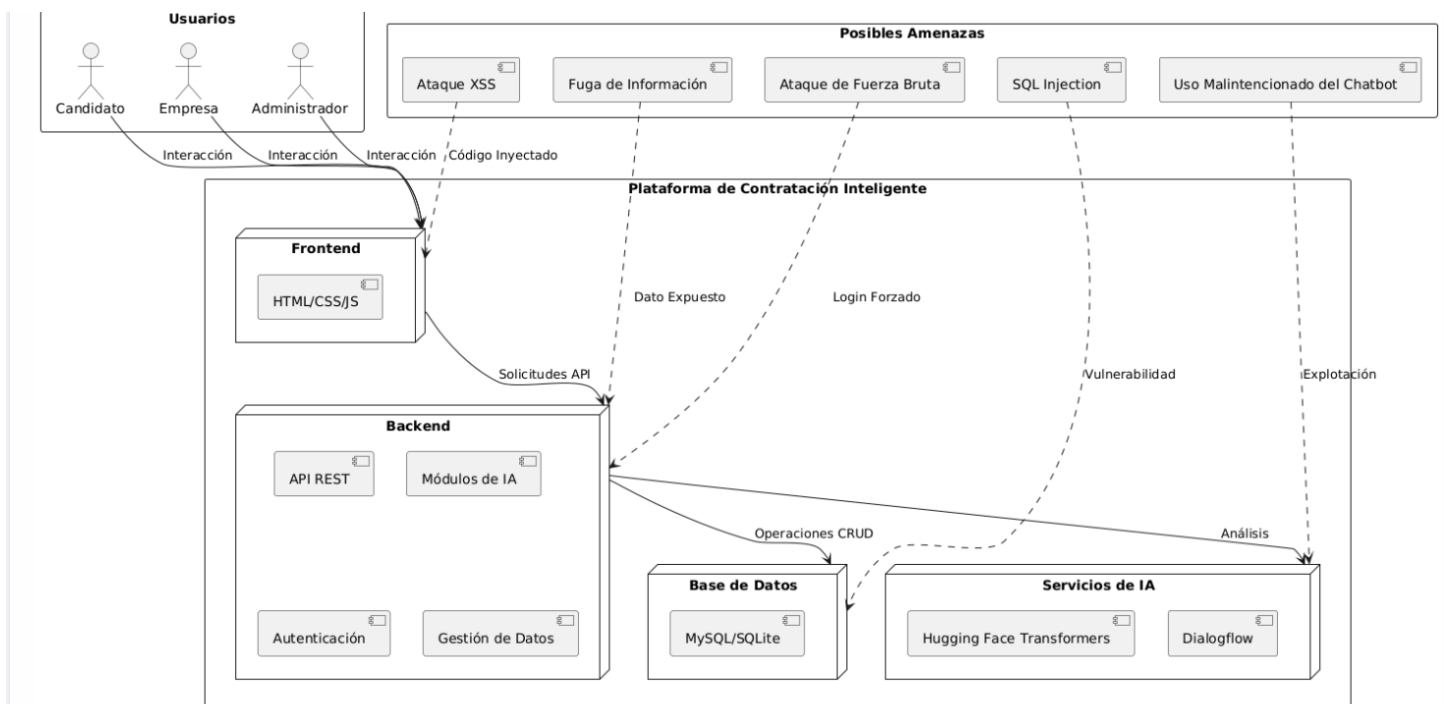 Usuarios
Candidato
Empresa
Administrador
Posibles Amenazas
Ataque XSS
Fuga de Información
Ataque de Fuerza Bruta
SQL Injection
Uso Malintencionado del Chatbot
Interacción
Interacción
Interacción
Código Inyectado
Plataforma de Contratación Inteligente
Frontend
HTML/CSS/JS
Dato Expuesto
Login Forzado
Solicitudes API
Vulnerabilidad
Explotación
Backend
API REST
Módulos de IA
Autenticación
Gestión de Datos
Operaciones CRUD
Análisis
Base de Datos
MySQL/SQLite
Servicios de IA
Hugging Face Transformers
Dialogflow